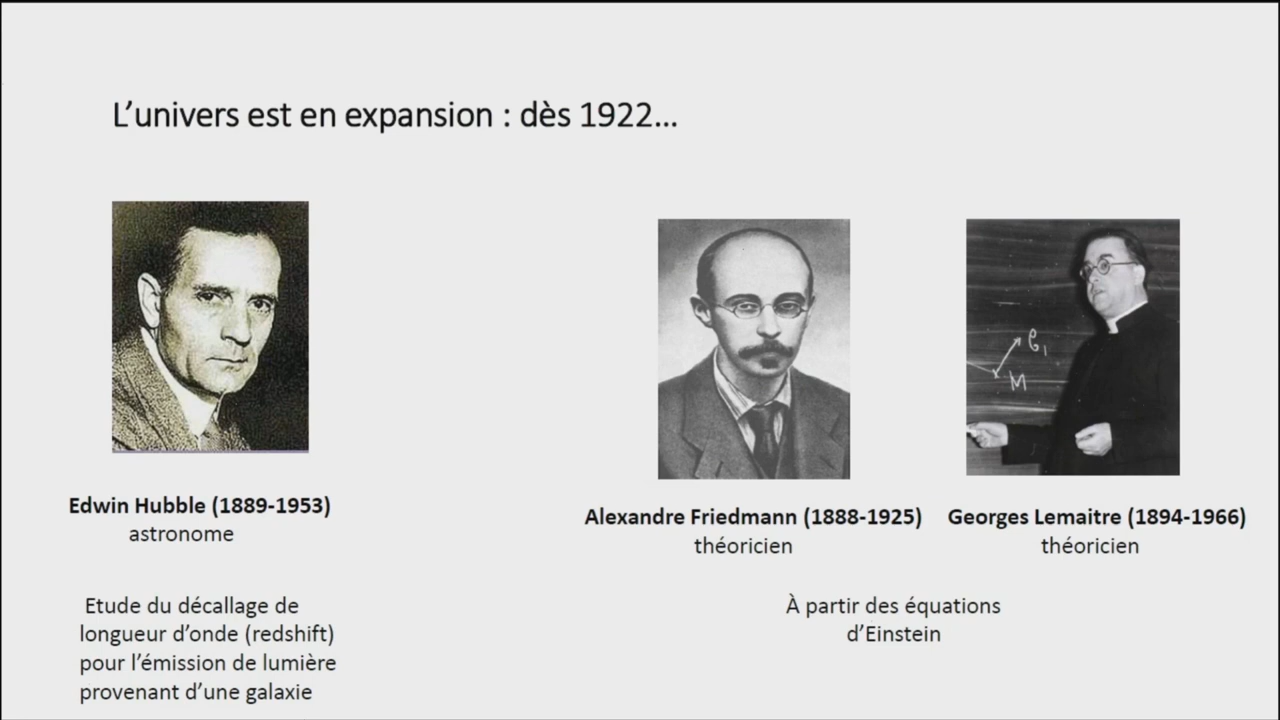 L’univers est en expansion : dès 1922…
Edwin Hubble (1889-1953)
astronome
Etude du décallage de
longueur d’onde (redshift)
pour l’émission de lumière
provenant d’une galaxie
Alexandre Friedmann (1888-1925)
théoricien
Georges Lemaitre (1894-1966)
théoricien
À partir des équations
d’Einstein
M